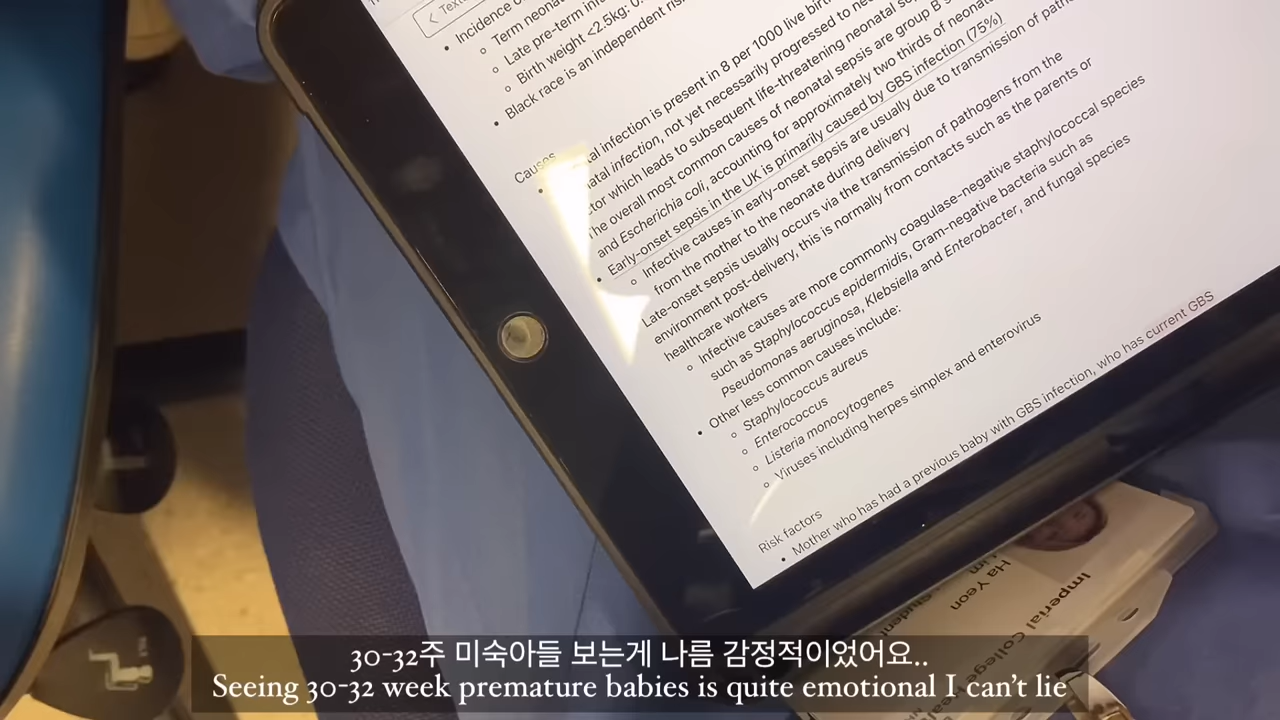 Incidence
Term neonat
Late pre-term inf
Birth weight <2.5kg: 0.
Black race is an independent ris
Causes
infection is present in 8 per 1000 live birt
infection, not yet necessarily progressed to
which leads to subsequent life-threatening neonatal
The overall most common causes of neonatal sepsis are group B
and Escherichia coli, accounting for approximately two thirds of neonatal
Early-onset sepsis in the UK is primarily caused by GBS infection (75%)
Infective causes in early-onset sepsis are usually due to transmission of
from the mother to the neonate during delivery
Late-onset sepsis usually occurs via the transmission of pathogens from the
environment post-delivery, this is normally from contacts such as the parents or
healthcare workers
Infective causes are more commonly coagulase-negative staphylococcal species
such as Staphylococcus epidermidis, Gram-negative bacteria such as
Pseudomonas aeruginosa, Klebsiella and Enterobacter, and fungal species
Other less common causes include:
Staphylococcus aureus
Enterococcus
Listeria monocytogenes
Viruses including herpes simplex and enterovirus
Risk factors
Mother who has had a previous baby with GBS infection, who has current GBS
Imperial College
Ha Yeon
Lim
Student
30-32주 미숙아들 보는게 나름 감정적이었어요..
Seeing 30-32 week premature babies is quite emotional I can't lie